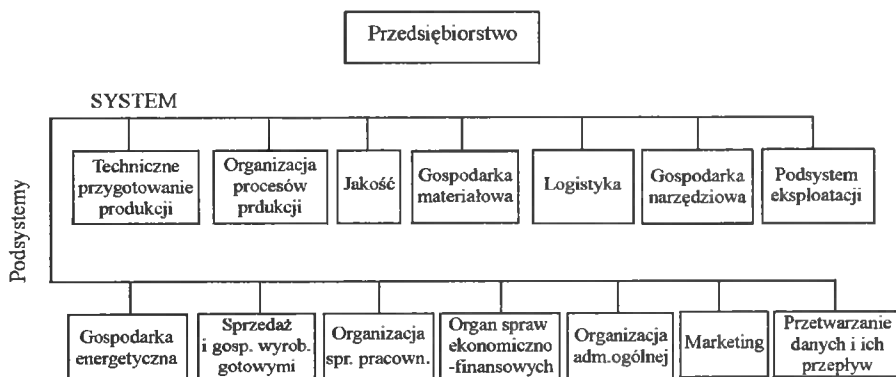 Przedsiębiorstwo
SYSTEM
Podsystemy
Techniczne
przygotowanie
produkcji
Organizacja
procesów
prdukcji
Jakość
Gospodarka
materiałowa
Logistyka
Gospodarka
narzędziowa
Podsystem
eksploatacji
Gospodarka
energetyczna
Sprzedaż
i gosp. wyrob.
gotowymi
Organizacja
spr. pracown.
Organ spraw
ekonomiczno
-finansowych
Organizacja
adm.ogólnej
Marketing
Przetwarzanie
danych i ich
przepływ